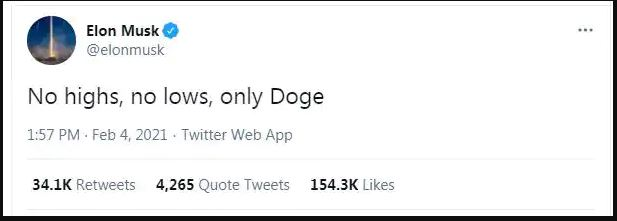 Elon Musk
@elonmusk
No highs, no lows, only Doge
1:57 PM · Feb 4, 2021 · Twitter Web App
34.1K Retweets 4,265 Quote Tweets 154.3K Likes